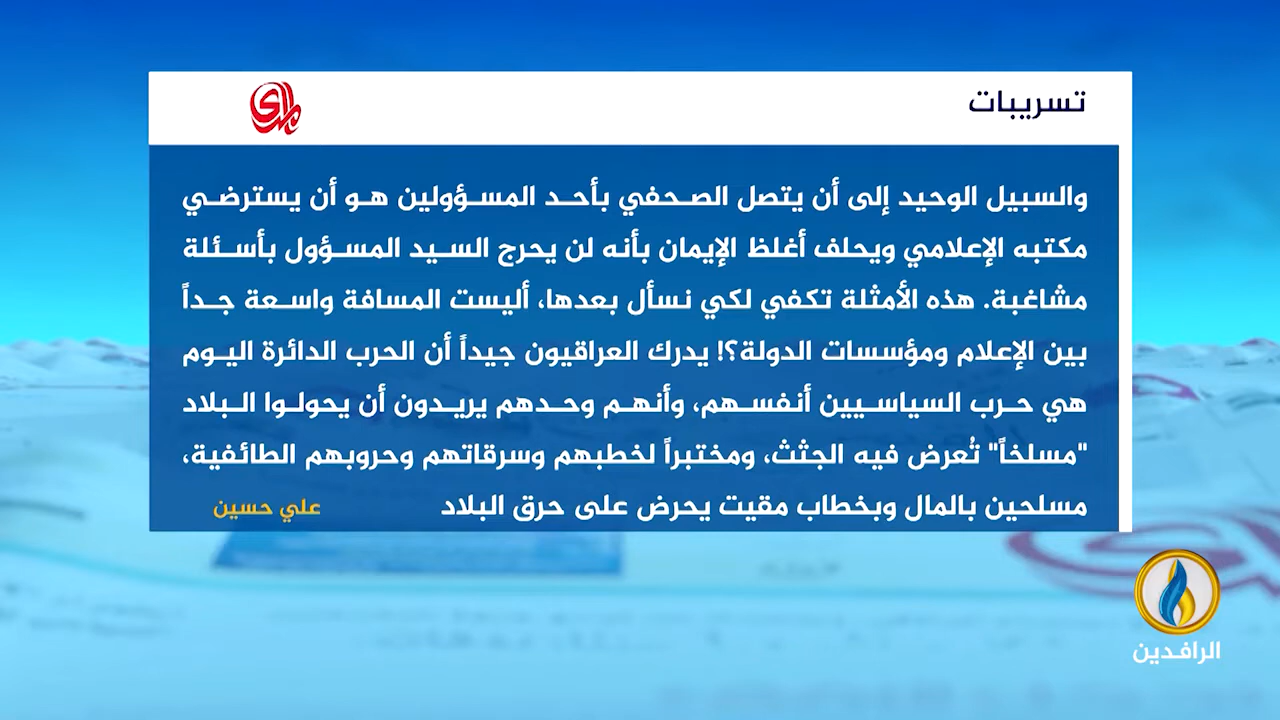 تسريبات
المدى
والسبيل الوحيد إلى أن يتصل الصحفي بأحد المسؤولين هو أن يسترضي
مكتبه الإعلامي ويحلف أغلظ الإيمان بأنه لن يحرج السيد المسؤول بأسئلة
مشاغبة. هذه الأمثلة تكفي لكي نسأل بعدها، أليست المسافة واسعة جداً
بين الإعلام ومؤسسات الدولة؟! يدرك العراقيون جيداً أن الحرب الدائرة اليوم
هي حرب السياسيين أنفسهم، وأنهم وحدهم يريدون أن يحولوا البلاد
"مسلخاً" تُعرض فيه الجثث، ومختبراً لخطبهم وسرقاتهم وحروبهم الطائفية،
مسلحين بالمال وبخطاب مقيت يحرض على حرق البلاد
علي حسين
الرافدين